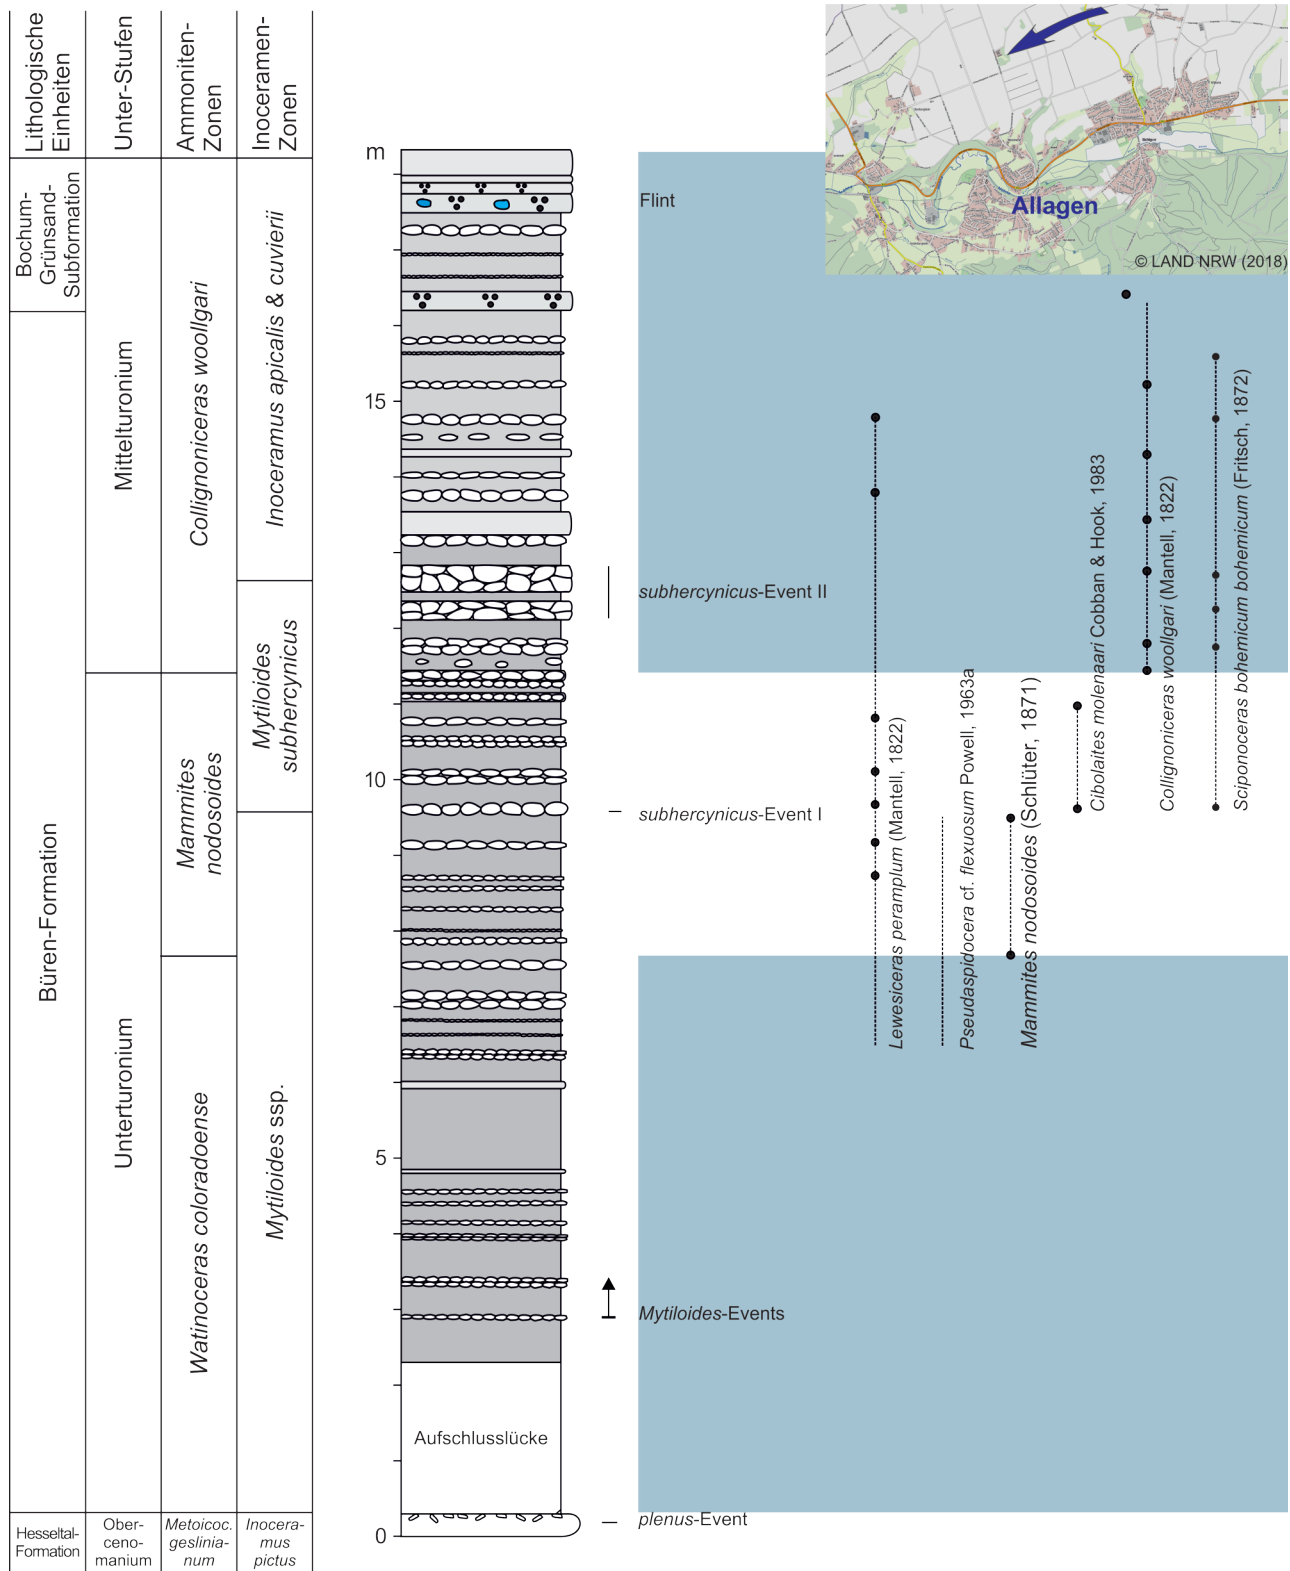 Lithologische
Einheiten
Unter-Stufen
Ammoniten-
Zonen
Inoceramen-
Zonen
Bochum-
Grünsand-
Subformation
Büren-Formation
Hesseltal-
Formation
Mittelturonium
Unterturonium
Ober-
ceno-
manium
Collignoniceras woollgari
Mammites
nodosoides
Watinoceras coloradoense
Metoicoc.
geslinia-
num
Inoceramus apicalis & cuvierii
Mytiloides
subhercynicus
Mytiloides ssp.
Inocera-
mus
pictus
m
15
10
5
0
Aufschlusslücke
Flint
subhercynicus-Event II
subhercynicus-Event I
Mytiloides-Events
plenus-Event
Allagen
© LAND NRW (2018)
Lewesiceras peramplum (Mantell, 1822)
Pseudaspidocera cf. flexuosum Powell, 1963a
Mammites nodosoides (Schlüter, 1871)
Cibolaites molenaari Cobban & Hook, 1983
Collignoniceras woollgari (Mantell, 1822)
Sciponoceras bohemicum bohemicum (Fritsch, 1872)